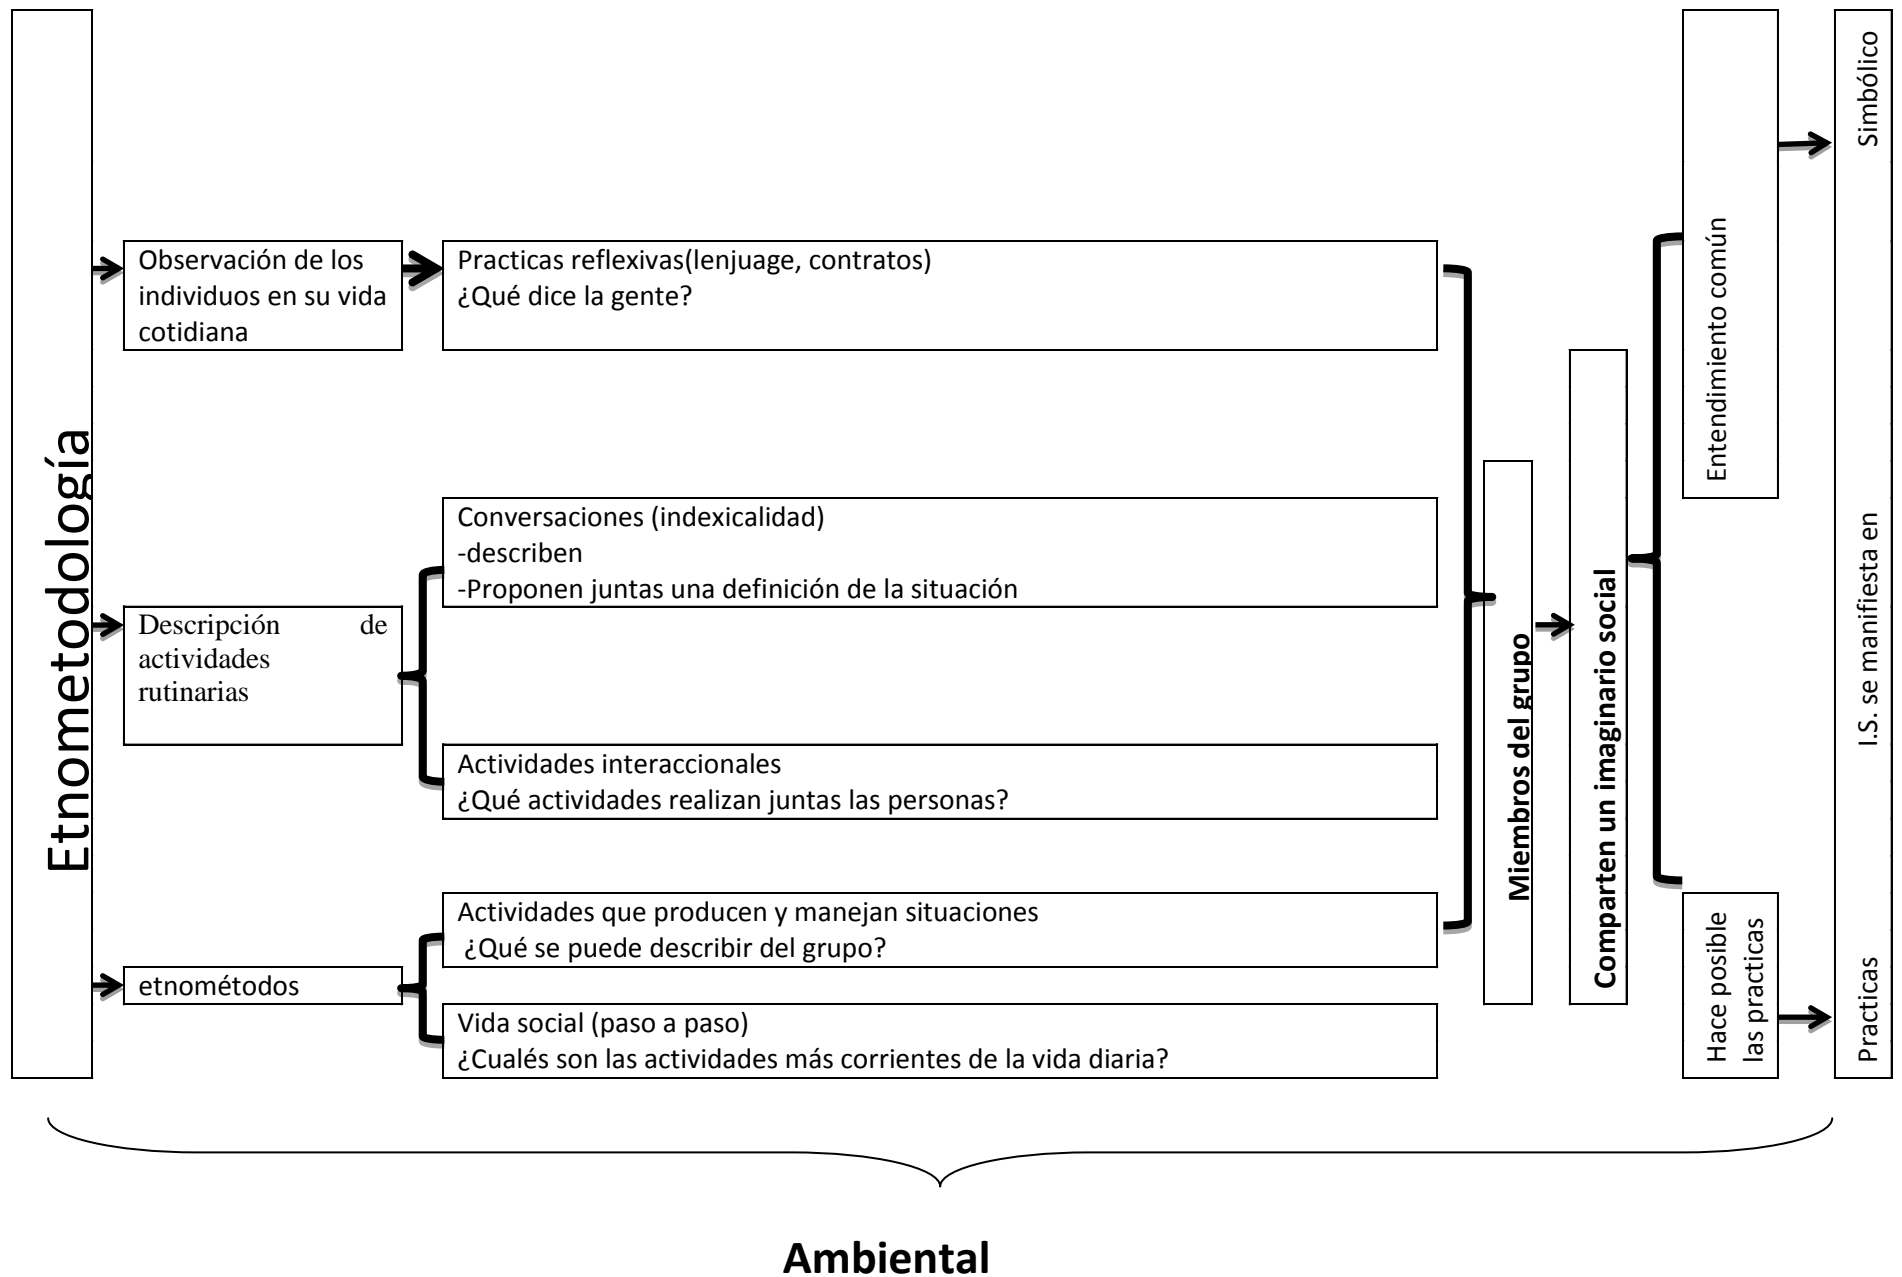 Etnometodología
Observación de los
individuos en su vida
cotidiana
Practicas reflexivas(lenjuage, contratos)
¿Qué dice la gente?
Descripción de
actividades
rutinarias
Conversaciones (indexicalidad)
-describen
-Proponen juntas una definición de la situación
Actividades interaccionales
¿Qué actividades realizan juntas las personas?
etnométodos
Actividades que producen y manejan situaciones
¿Qué se puede describir del grupo?
Vida social (paso a paso)
¿Cualés son las actividades más corrientes de la vida diaria?
Miembros del grupo
Comparten un imaginario social
Entendimiento común
Hace posible
las practicas
Practicas I.S. se manifiesta en Simbólico
Ambiental